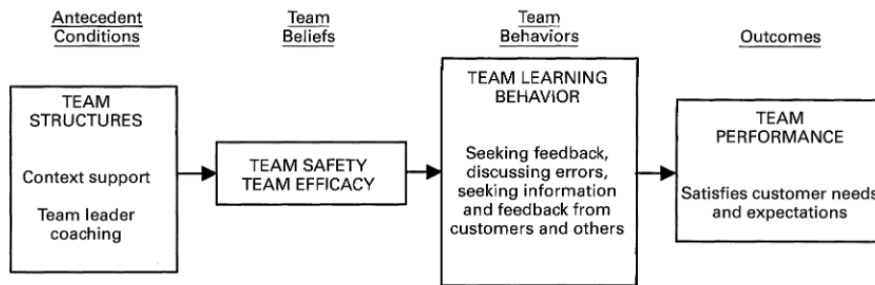 Antecedent
Conditions
Team
Beliefs
Team
Behaviors
Outcomes
TEAM
STRUCTURES
Context support
Team leader
coaching
TEAM SAFETY
TEAM EFFICACY
TEAM LEARNING
BEHAVIOR
Seeking feedback,
discussing errors,
seeking information
and feedback from
customers and others
TEAM
PERFORMANCE
Satisfies customer needs
and expectations